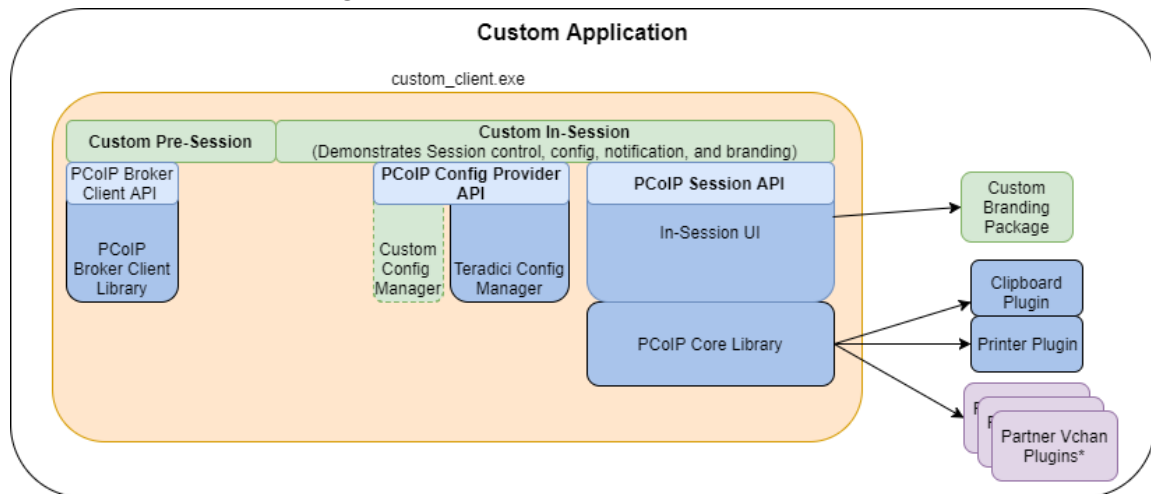 Custom Application
custom_client.exe
Custom Pre-Session
Custom In-Session
(Demonstrates Session control, config, notification, and branding)
PCoIP Broker
Client API
PCoIP
Broker Client
Library
PCoIP Config Provider
API
Custom
Config
Manager
Teradici Config
Manager
PCoIP Session API
In-Session UI
PCoIP Core Library
Custom
Branding
Package
Clipboard
Plugin
Printer Plugin
Partner Vchan
Plugins*